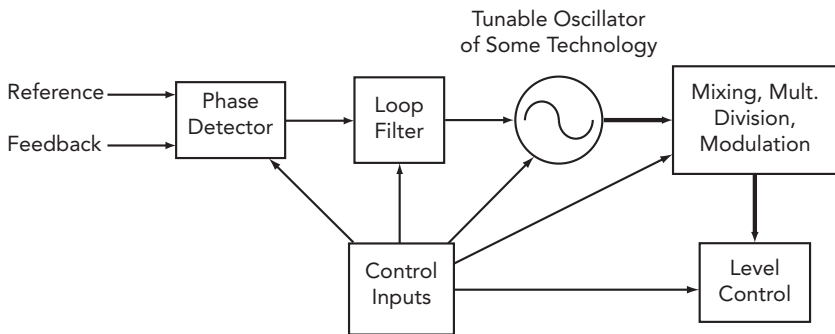 Tunable Oscillator
of Some Technology
Reference
Feedback
Phase
Detector
Loop
Filter
Mixing, Mult.
Division,
Modulation
Control
Inputs
Level
Control